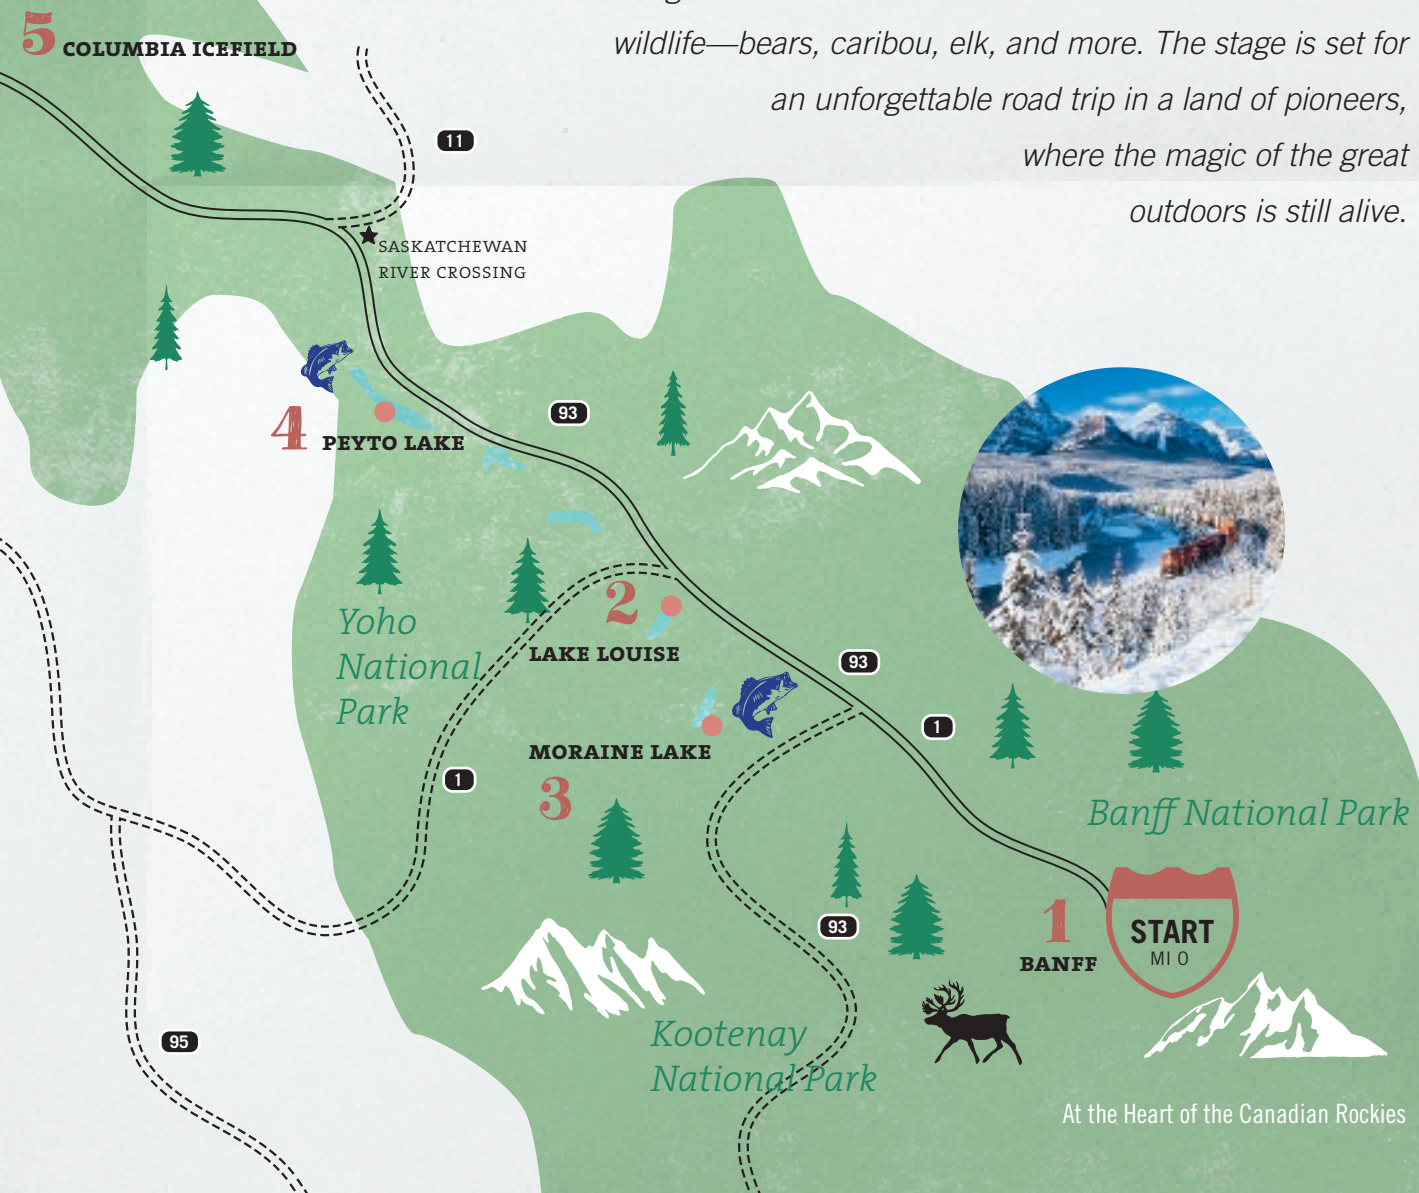 wildlife—bears, caribou, elk, and more. The stage is set for
an unforgettable road trip in a land of pioneers,
where the magic of the great
outdoors is still alive.
5 COLUMBIA ICEFIELD
11
SASKATCHEWAN
RIVER CROSSING
93
4 PEYTO LAKE
Yoho
National
Park
2
LAKE LOUISE
93
1
MORAINE LAKE
3
1
Banff National Park
93
1
BANFF
START
MI 0
95
Kootenay
National Park
At the Heart of the Canadian Rockies